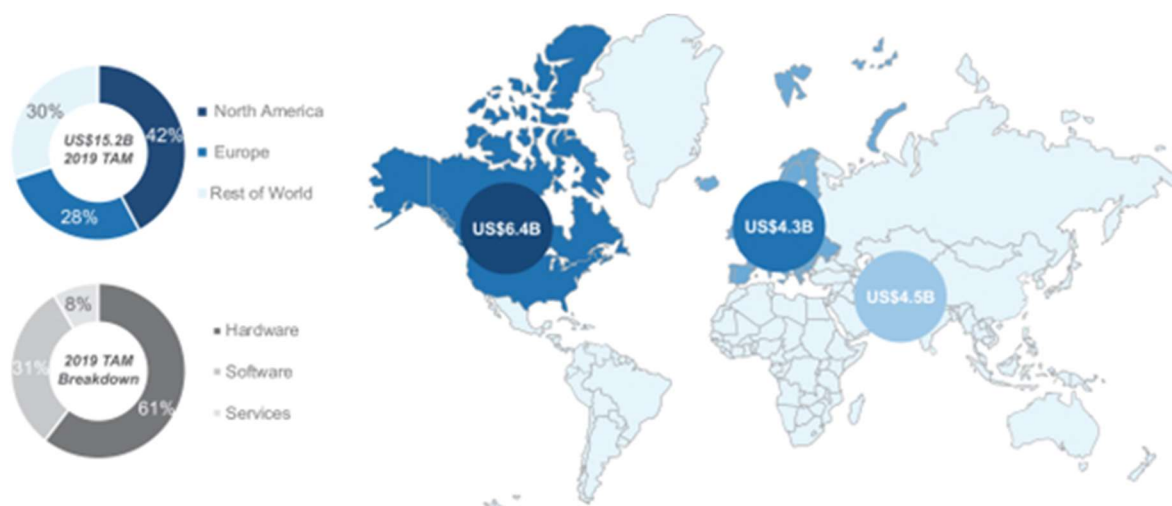 30%
US$15.2B
2019 TAM
42%
28%
North America
Europe
Rest of World
8%
31%
2019 TAM
Breakdown
61%
Hardware
Software
Services
US$6.4B
US$4.3B
US$4.5B